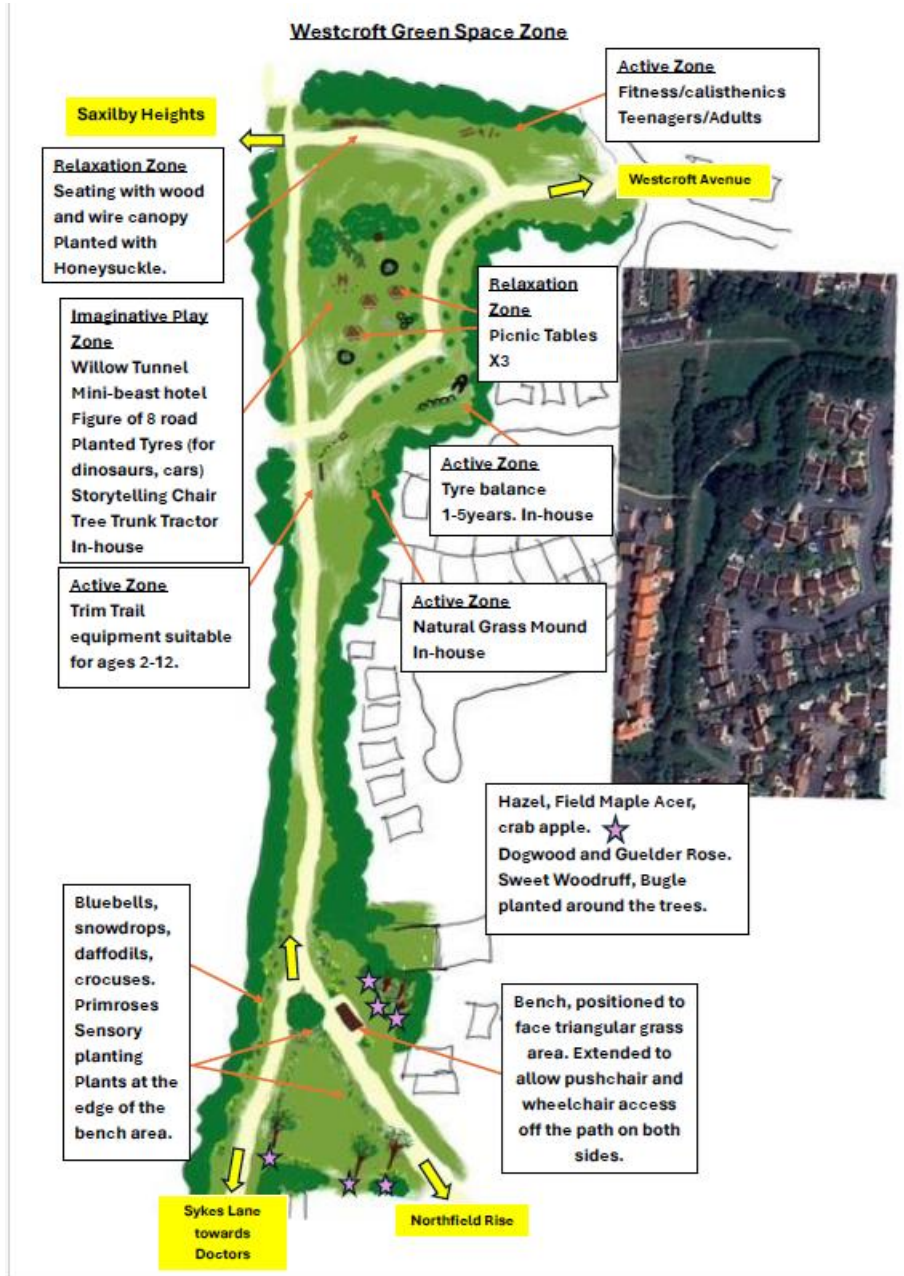 Westcroft Green Space Zone
Active Zone
Fitness/calisthenics
Teenagers/Adults
Saxilby Heights
Westcroft Avenue
Relaxation Zone
Seating with wood
and wire canopy
Planted with
Honeysuckle.
Relaxation
Zone
Picnic Tables
X3
Imaginative Play
Zone
Willow Tunnel
Mini-beast hotel
Figure of 8 road
Planted Tyres (for
dinosaurs, cars)
Storytelling Chair
Tree Trunk Tractor
In-house
Active Zone
Tyre balance
1-5years. In-house
Active Zone
Trim Trail
equipment suitable
for ages 2-12.
Active Zone
Natural Grass Mound
In-house
Hazel, Field Maple Acer,
crab apple.
Dogwood and Guelder Rose.
Sweet Woodruff, Bugle
planted around the trees.
Bluebells,
snowdrops,
daffodils,
crocuses.
Primroses
Sensory
planting
Plants at the
edge of the
bench area.
Bench, positioned to
face triangular grass
area. Extended to
allow pushchair and
wheelchair access
off the path on both
sides.
Sykes Lane
towards
Doctors
Northfield Rise